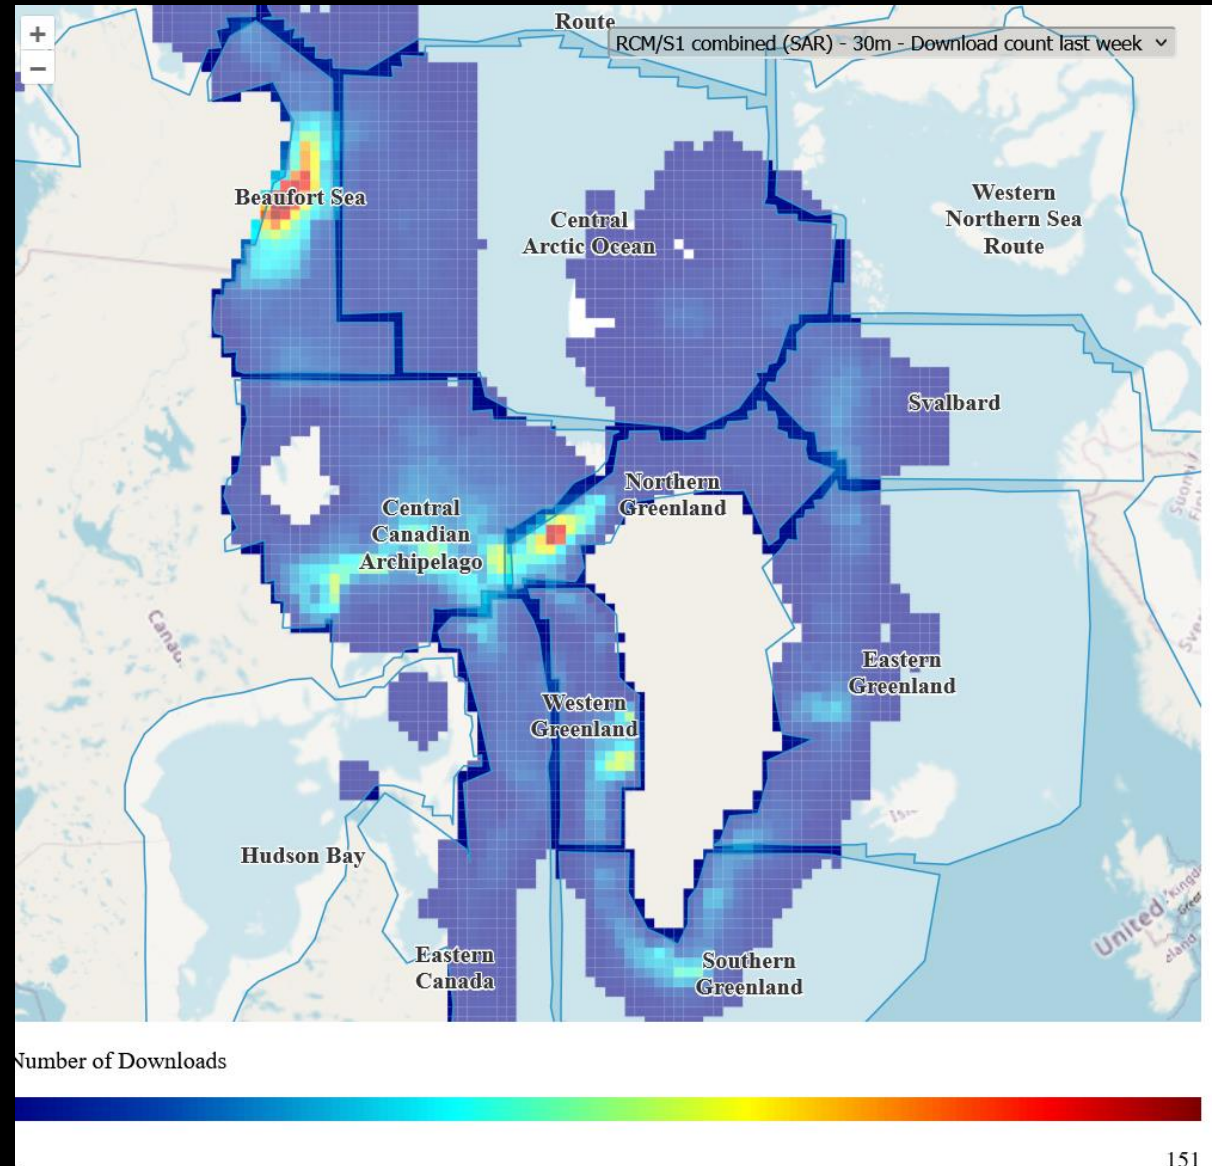 +
−
Route
RCM/S1 combined (SAR) - 30m - Download count last week
Beaufort Sea
Central
Arctic Ocean
Western
Northern Sea
Route
Svalbard
Northern
Greenland
Central
Canadian
Archipelago
Eastern
Greenland
Western
Greenland
Hudson Bay
Eastern
Canada
Southern
Greenland
United
Number of Downloads
151